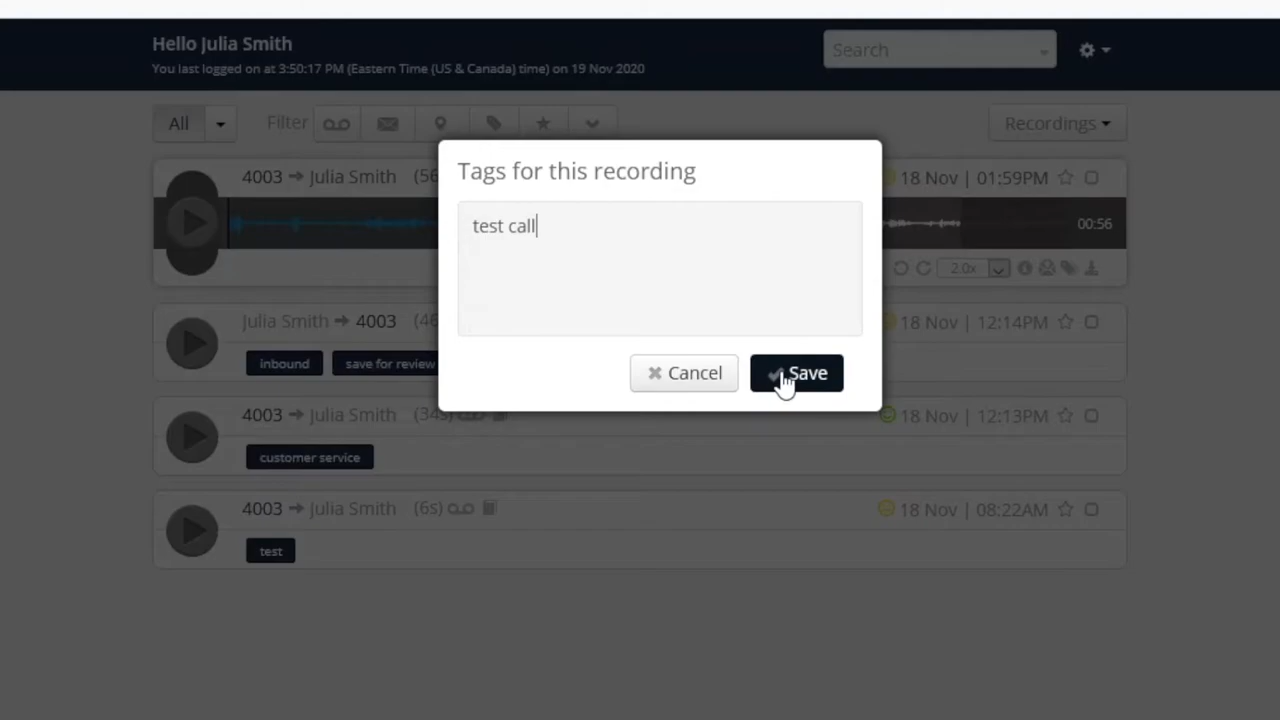 Hello Julia Smith
You last logged on at 3:50:17 PM (Eastern Time (US & Canada) time) on 19 Nov 2020
Search
All
Filter
Recordings
Tags for this recording
test call
Cancel
Save
4003 → Julia Smith (56
18 Nov | 01:59PM
00:56
2.0x
Julia Smith → 4003 (46
18 Nov | 12:14PM
inbound
save for review
4003 → Julia Smith (34s)
18 Nov | 12:13PM
customer service
4003 → Julia Smith (6s)
18 Nov | 08:22AM
test